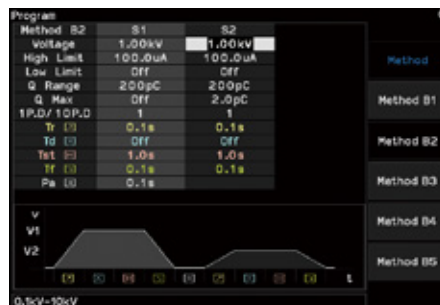 Program
Method B2 S1 S2
Voltage 1.00kV 1.00kV
High Limit 100.0uA 100.0uA
Low Limit Off Off
Q Range 200pC 200pC
Q Max Off 2.0pC
1P.D/10P.D 1 1
Tr 0.1s 0.1s
Td Off Off
Tst 1.0s 1.0s
Tf 0.1s 0.1s
Pa 0.1s
Method
Method B1
Method B2
Method B3
Method B4
Method B5
V
V1
V2
t
0.1kV~10kV